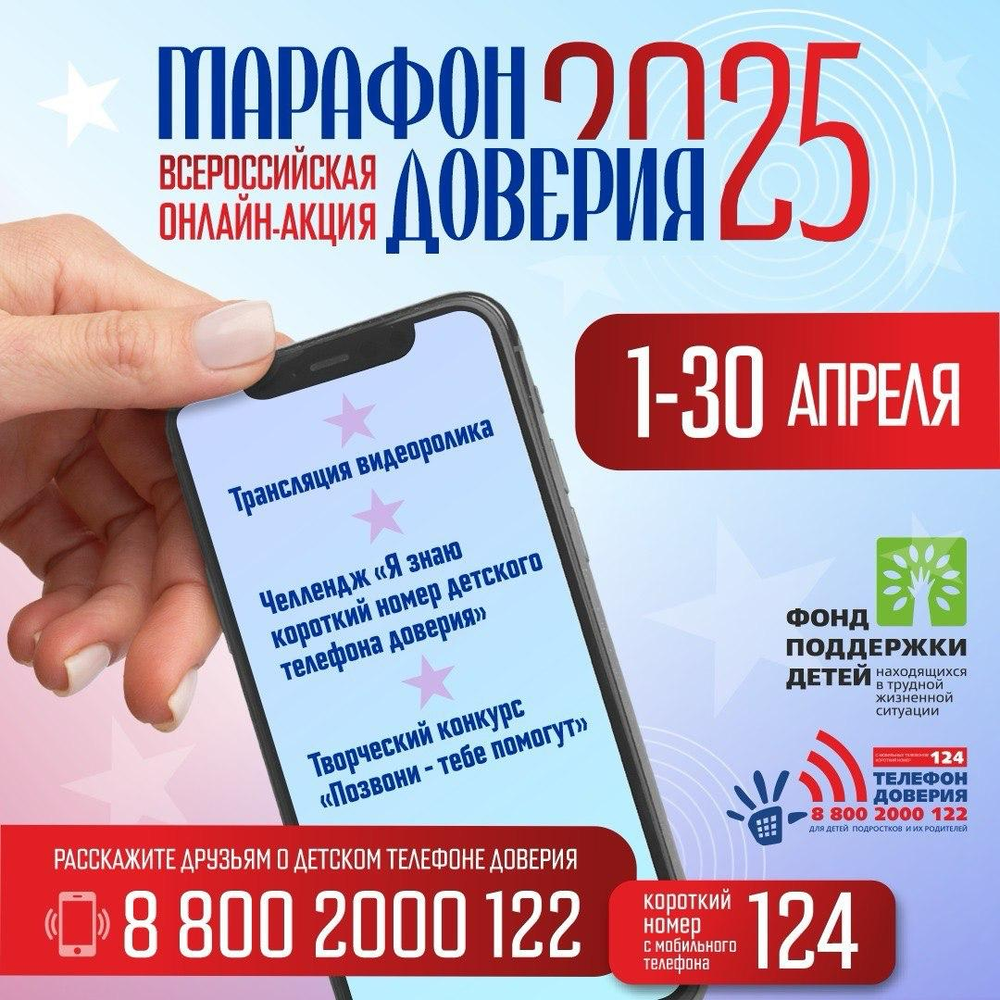 МАРАФОН 2025
ВСЕРОССИЙСКАЯ
ОНЛАЙН-АКЦИЯ
ДОВЕРИЯ
1-30 АПРЕЛЯ
Трансляция видеоролика
Челлендж «Я знаю
короткий номер детского
телефона доверия»
Творческий конкурс
«Позвони - тебе помогут»
ФОНД
ПОДДЕРЖКИ
ДЕТЕЙ
находящихся
в трудной
жизненной
ситуации
С МОБИЛЬНЫХ ТЕЛЕФОНОВ
КОРОТКИЙ НОМЕР
124
ТЕЛЕФОН
ДОВЕРИЯ
8 800 2000 122
ДЛЯ ДЕТЕЙ ПОДРОСТКОВ И ИХ РОДИТЕЛЕЙ
РАССКАЖИТЕ ДРУЗЬЯМ О ДЕТСКОМ ТЕЛЕФОНЕ ДОВЕРИЯ
8 800 2000 122
короткий
номер
с мобильного
телефона
124